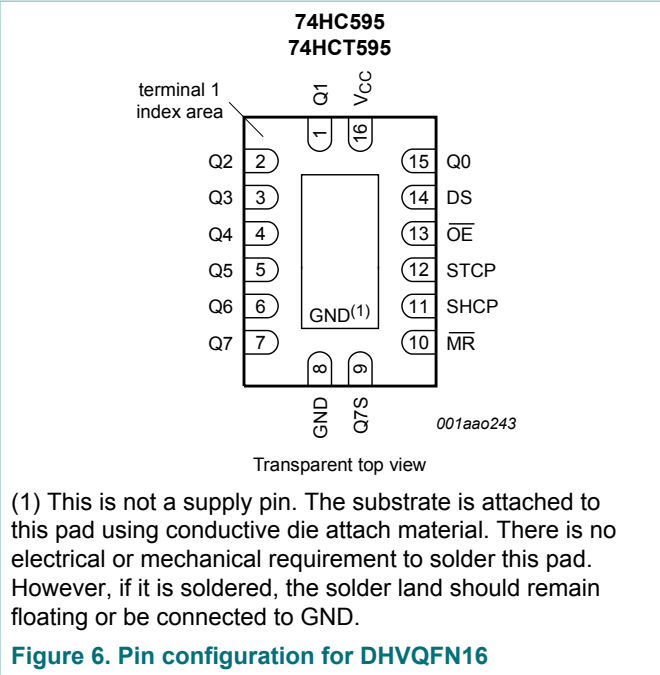 74HC595
74HCT595
terminal 1
index area
Q1
VCC
1
16
Q2 2
15 Q0
Q3 3
14 DS
Q4 4
13 O̅E̅
Q5 5
12 STCP
Q6 6
11 SHCP
GND(1)
Q7 7
10 M̅R̅
8
9
GND
Q7S
001aao243
Transparent top view
(1) This is not a supply pin. The substrate is attached to
this pad using conductive die attach material. There is no
electrical or mechanical requirement to solder this pad.
However, if it is soldered, the solder land should remain
floating or be connected to GND.
Figure 6. Pin configuration for DHVQFN16